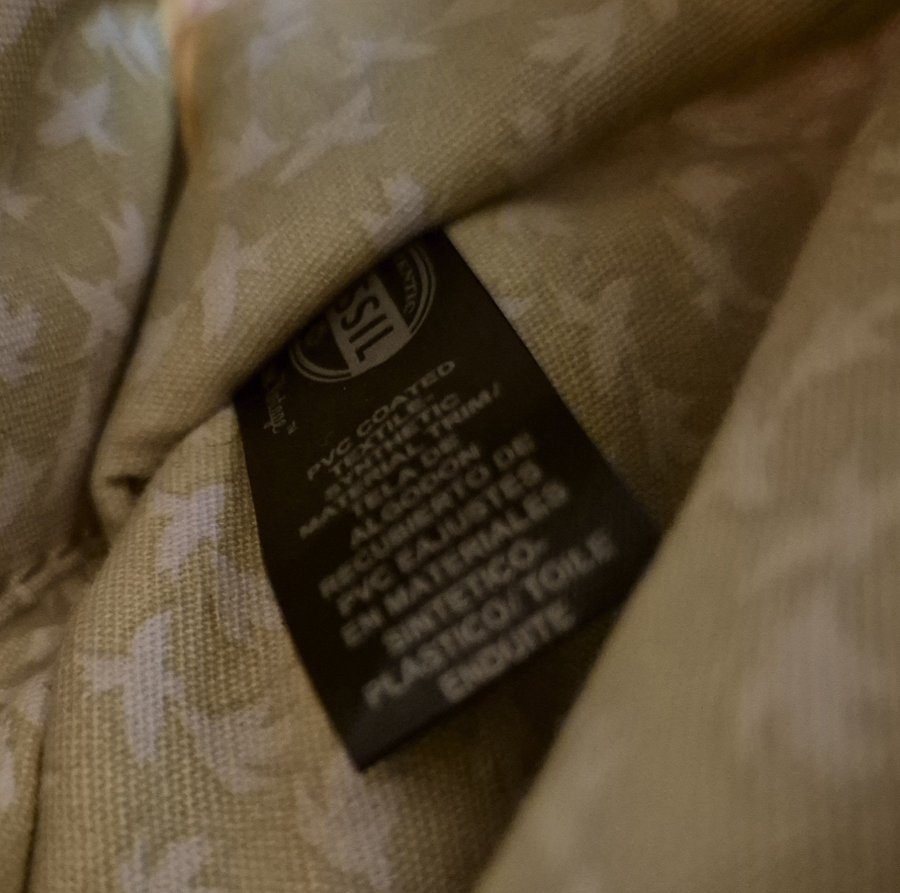 SSIL
PVC COATED
TEXTILE-
SYNTHETIC
MATERIAL TRIM/
TELA DE
ALGODON
RECUBIERTO DE
PVC EAJUSTES
EN MATERIALES
SINTETICO-
PLASTICO/ TOILE
ENDUITE